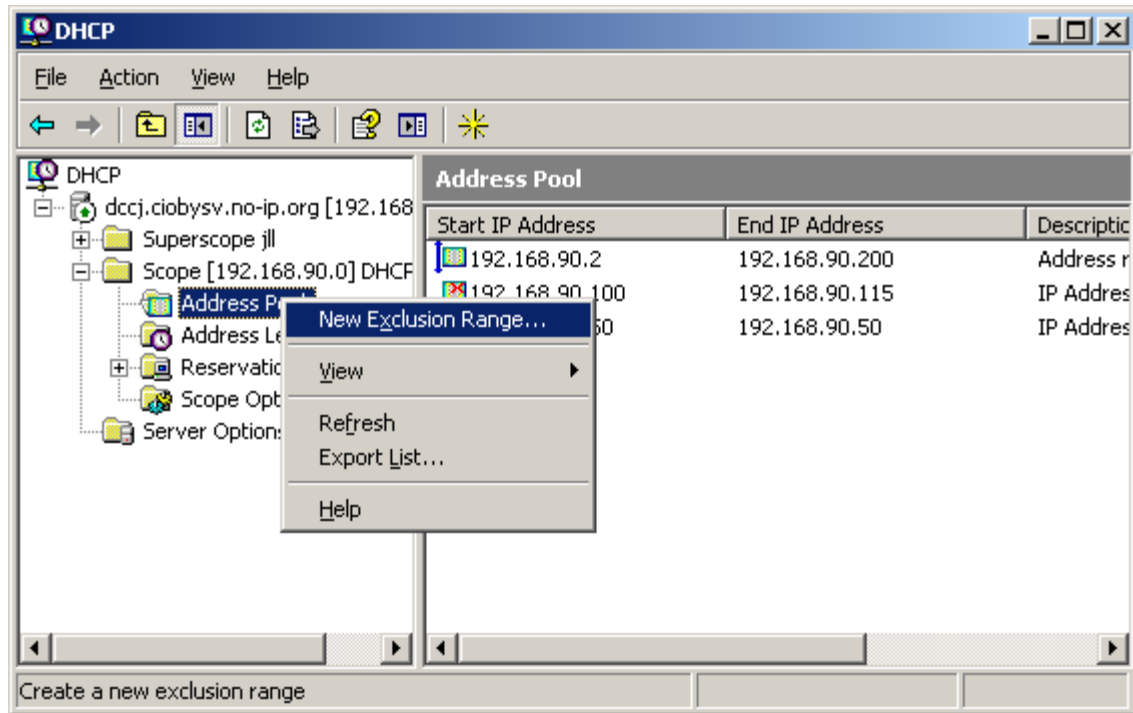 DHCP
File Action View Help
DHCP
dccj.ciobysv.no-ip.org [192.168
Superscope jll
Scope [192.168.90.0] DHCP
Address P
Address Le
Reservatio
Scope Opt
Server Options
New Exclusion Range...
View
Refresh
Export List...
Help
Address Pool
Start IP Address End IP Address Descriptic
192.168.90.2 192.168.90.200 Address r
192.168.90.100 192.168.90.115 IP Addres
50 192.168.90.50 IP Addres
Create a new exclusion range